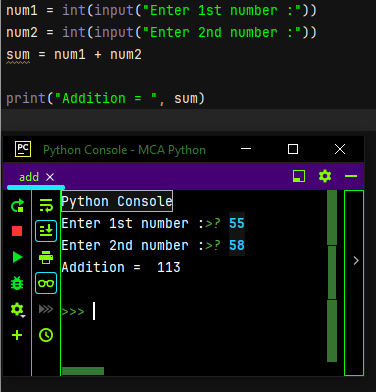 num1 = int(input("Enter 1st number :"))
num2 = int(input("Enter 2nd number :"))
sum = num1 + num2
print("Addition = ", sum)
PC Python Console - MCA Python
add
Python Console
Enter 1st number :>? 55
Enter 2nd number :>? 58
Addition =  113
>>>